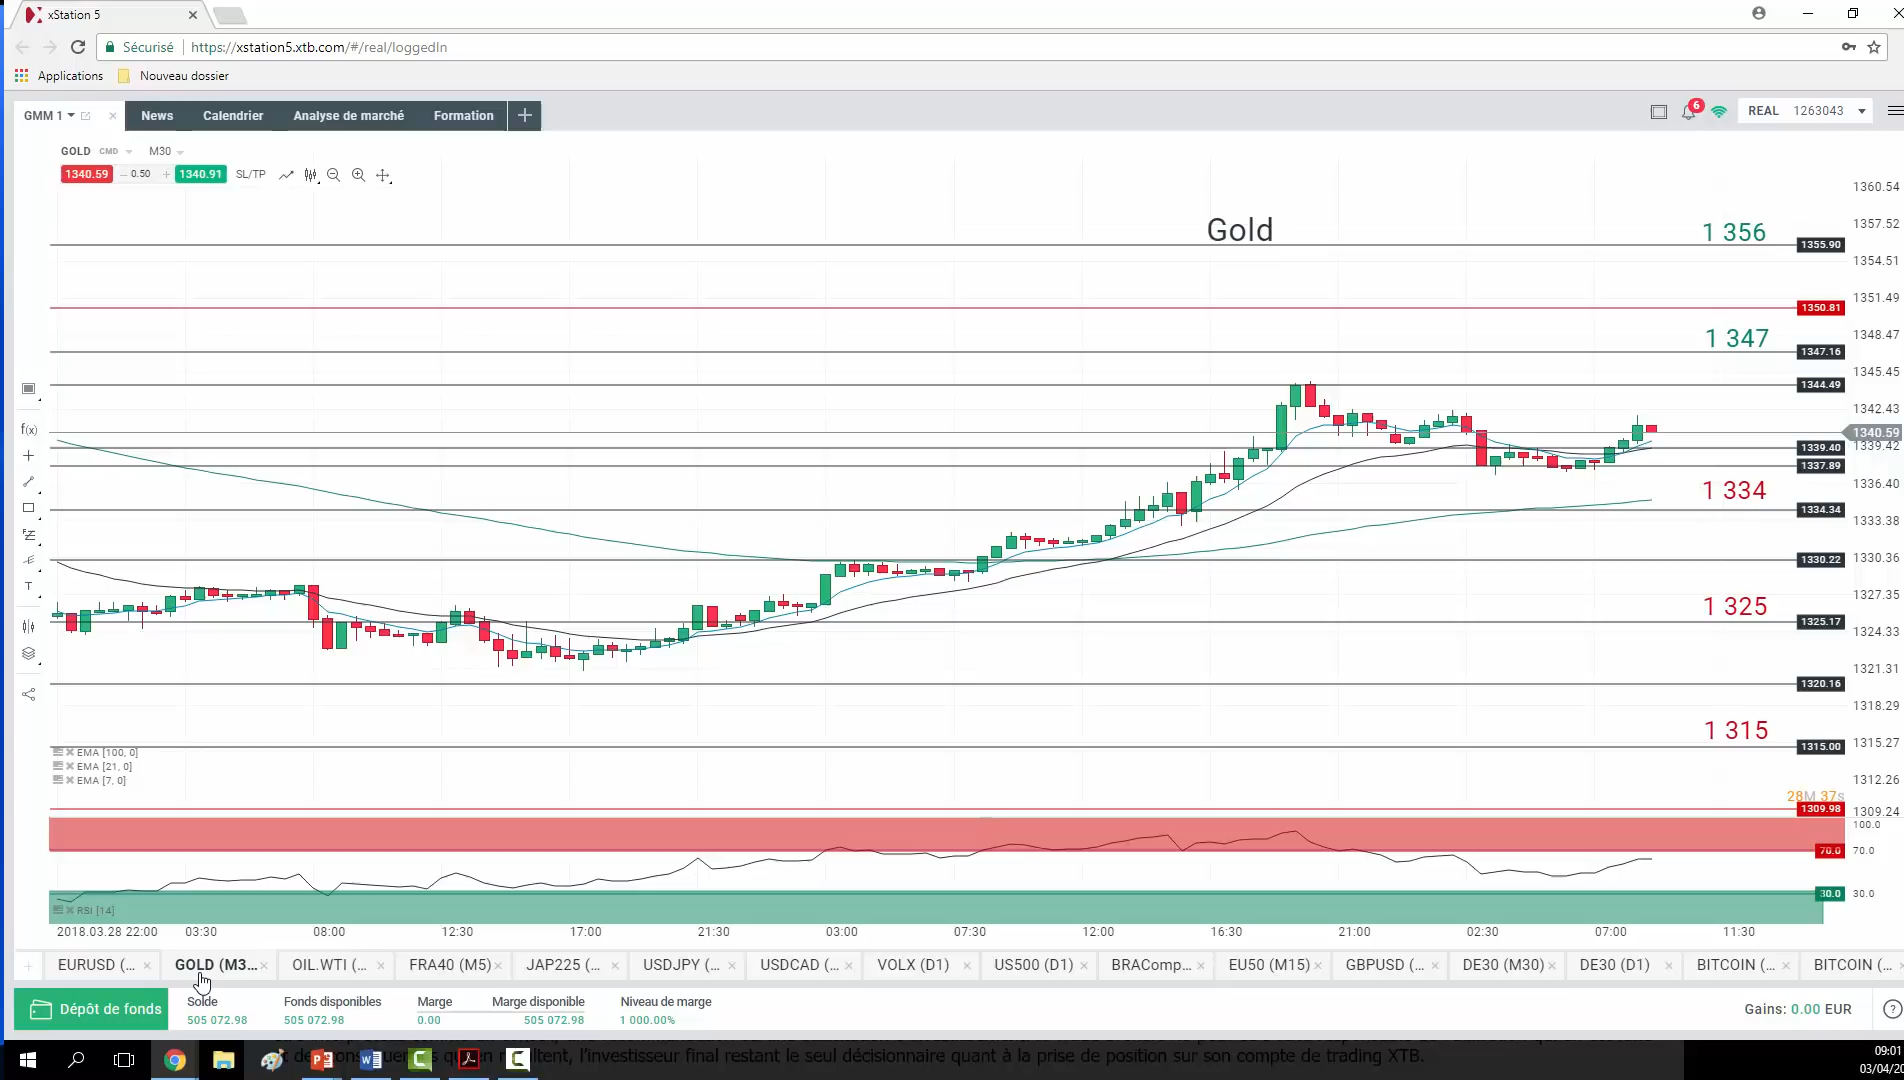 xStation 5
Sécurisé https://xstation5.xtb.com/#/real/loggedIn
Applications Nouveau dossier
GMM 1 News Calendrier Analyse de marché Formation 6 REAL 1263043
GOLD CMD M30
1340.59 0.50 1340.91 SL/TP
1360.54
1357.52
Gold 1 356
1355.90
1354.51
1351.49
1350.81
1348.47
1 347
1347.16
1345.45
1344.49
1342.43
1340.59
1339.42
1339.40
1337.89
1336.40
1 334
1334.34
1333.38
1330.36
1330.22
1327.35
1 325
1325.17
1324.33
1321.31
1320.16
1318.29
1 315
1315.27
1315.00
EMA [100, 0]
EMA [21, 0]
EMA [7, 0]
1312.26
28M 37s
1309.98
1309.24
100.0
70.0 70.0
30.0 30.0
RSI [14]
2018.03.28 22:00 03:30 08:00 12:30 17:00 21:30 03:00 07:30 12:00 16:30 21:00 02:30 07:00 11:30
EURUSD (... GOLD (M3... OIL.WTI (... FRA40 (M5) JAP225 (... USDJPY (... USDCAD (... VOLX (D1) US500 (D1) BRAComp... EU50 (M15) GBPUSD (... DE30 (M30) DE30 (D1) BITCOIN (... BITCOIN (...
Dépôt de fonds
Solde Fonds disponibles Marge Marge disponible Niveau de marge
505 072.98 505 072.98 0.00 505 072.98 1 000.00%
Gains: 0.00 EUR
l'investisseur final restant le seul décisionnaire quant à la prise de position sur son compte de trading XTB.
09:01
03/04/20